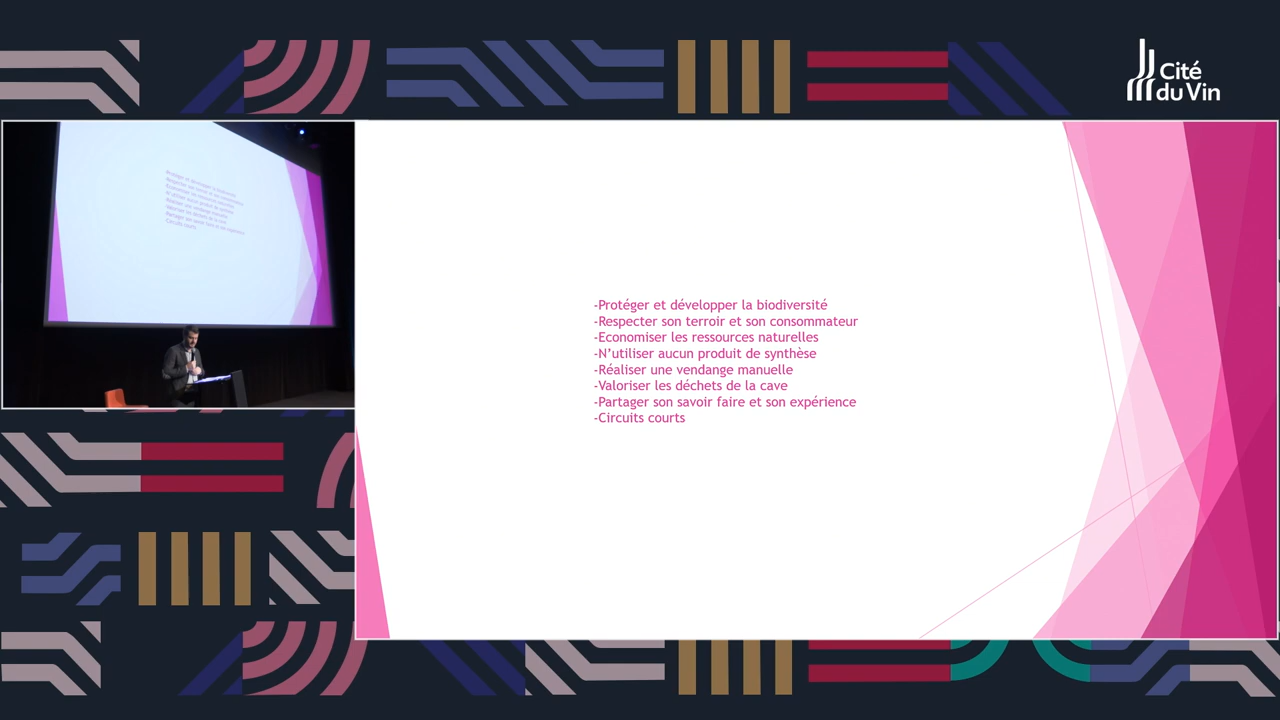 Cité
du Vin
-Protéger et développer la biodiversité
-Respecter son terroir et son consommateur
-Economiser les ressources naturelles
-N’utiliser aucun produit de synthèse
-Réaliser une vendange manuelle
-Valoriser les déchets de la cave
-Partager son savoir faire et son expérience
-Circuits courts